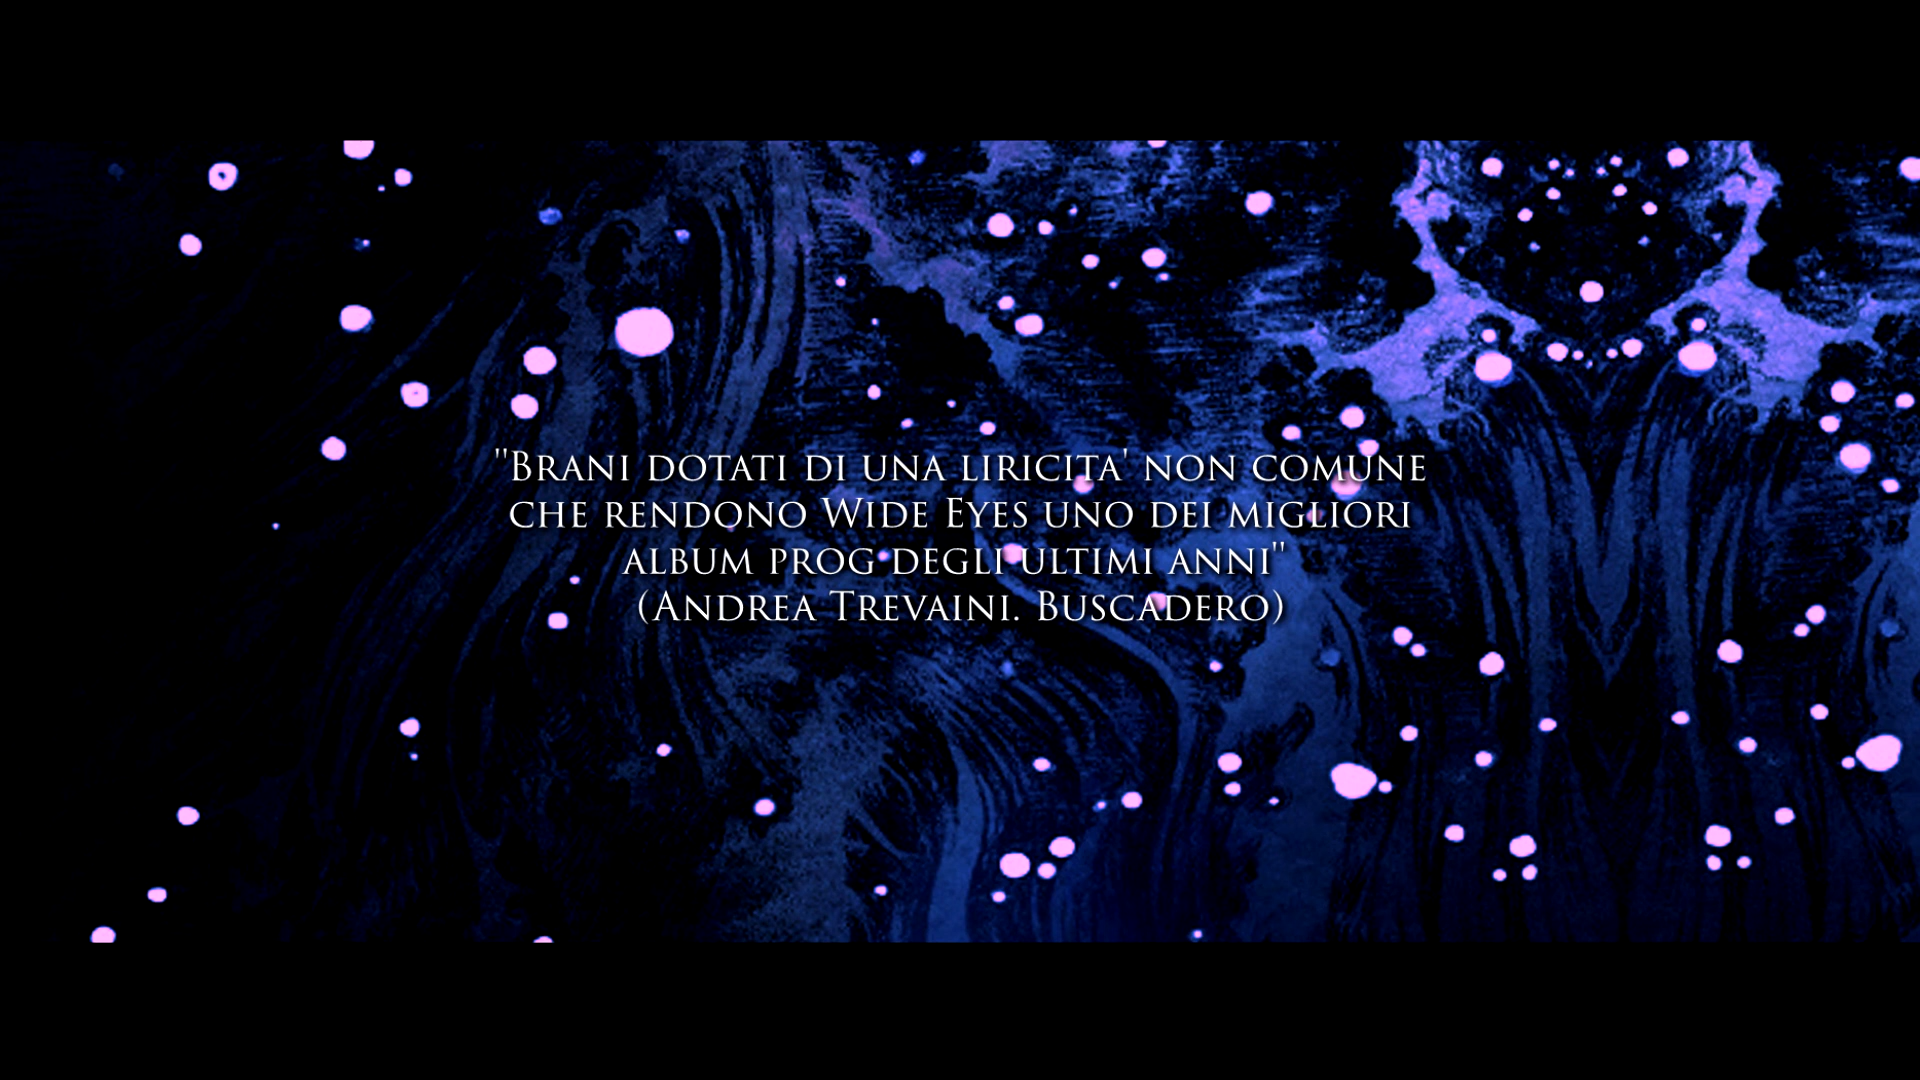 "Brani dotati di una liricita' non comune
che rendono Wide Eyes uno dei migliori
album prog degli ultimi anni"
(Andrea Trevaini. Buscadero)